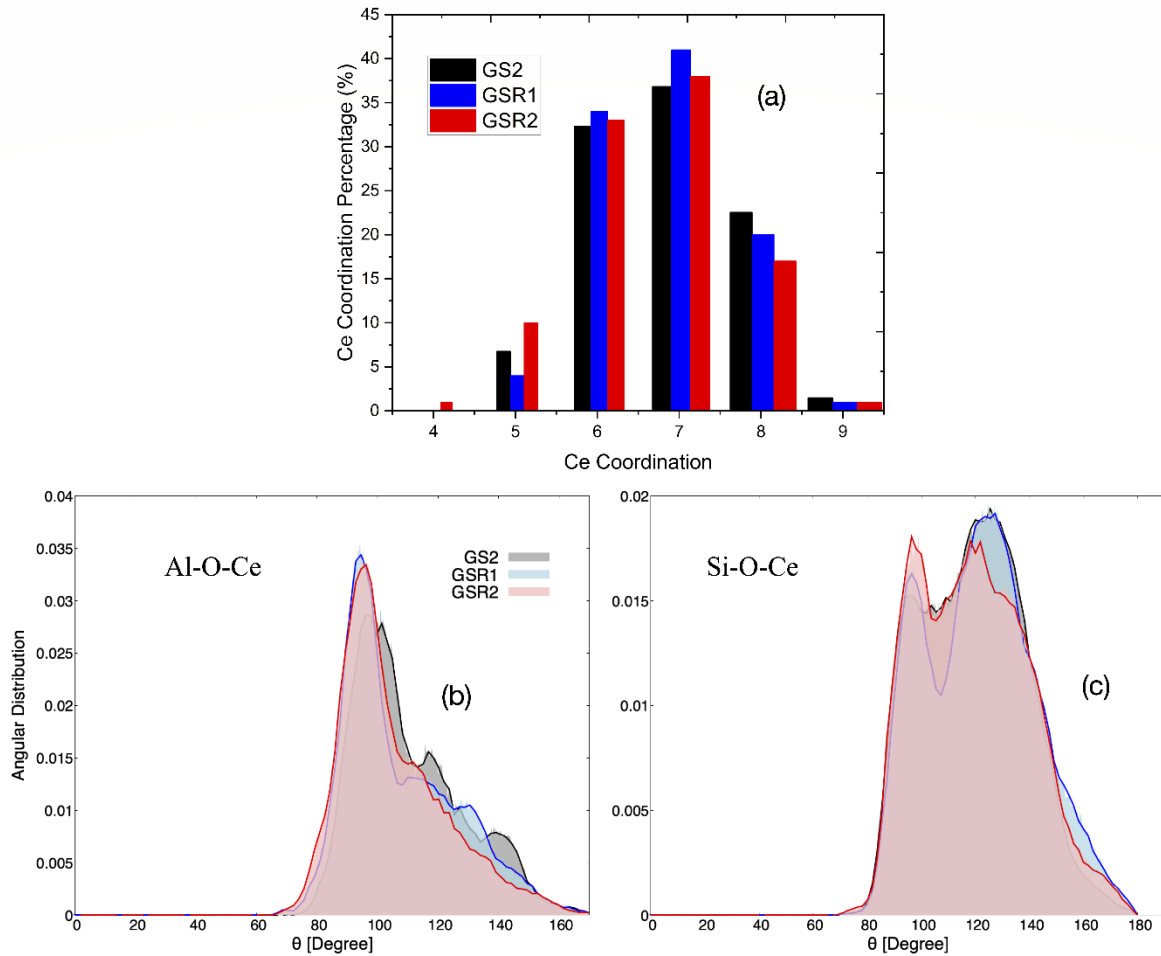 45
40
35
30
25
20
15
10
5
0
Ce Coordination Percentage (%)
GS2
GSR1
GSR2
(a)
4 5 6 7 8 9
Ce Coordination
0.04
0.035
0.03
0.025
0.02
0.015
0.01
0.005
0
Angular Distribution
Al-O-Ce
GS2
GSR1
GSR2
(b)
0 20 40 60 80 100 120 140 160
θ [Degree]
0.02
0.015
0.01
0.005
0
Si-O-Ce
(c)
0 20 40 60 80 100 120 140 160 180
θ [Degree]